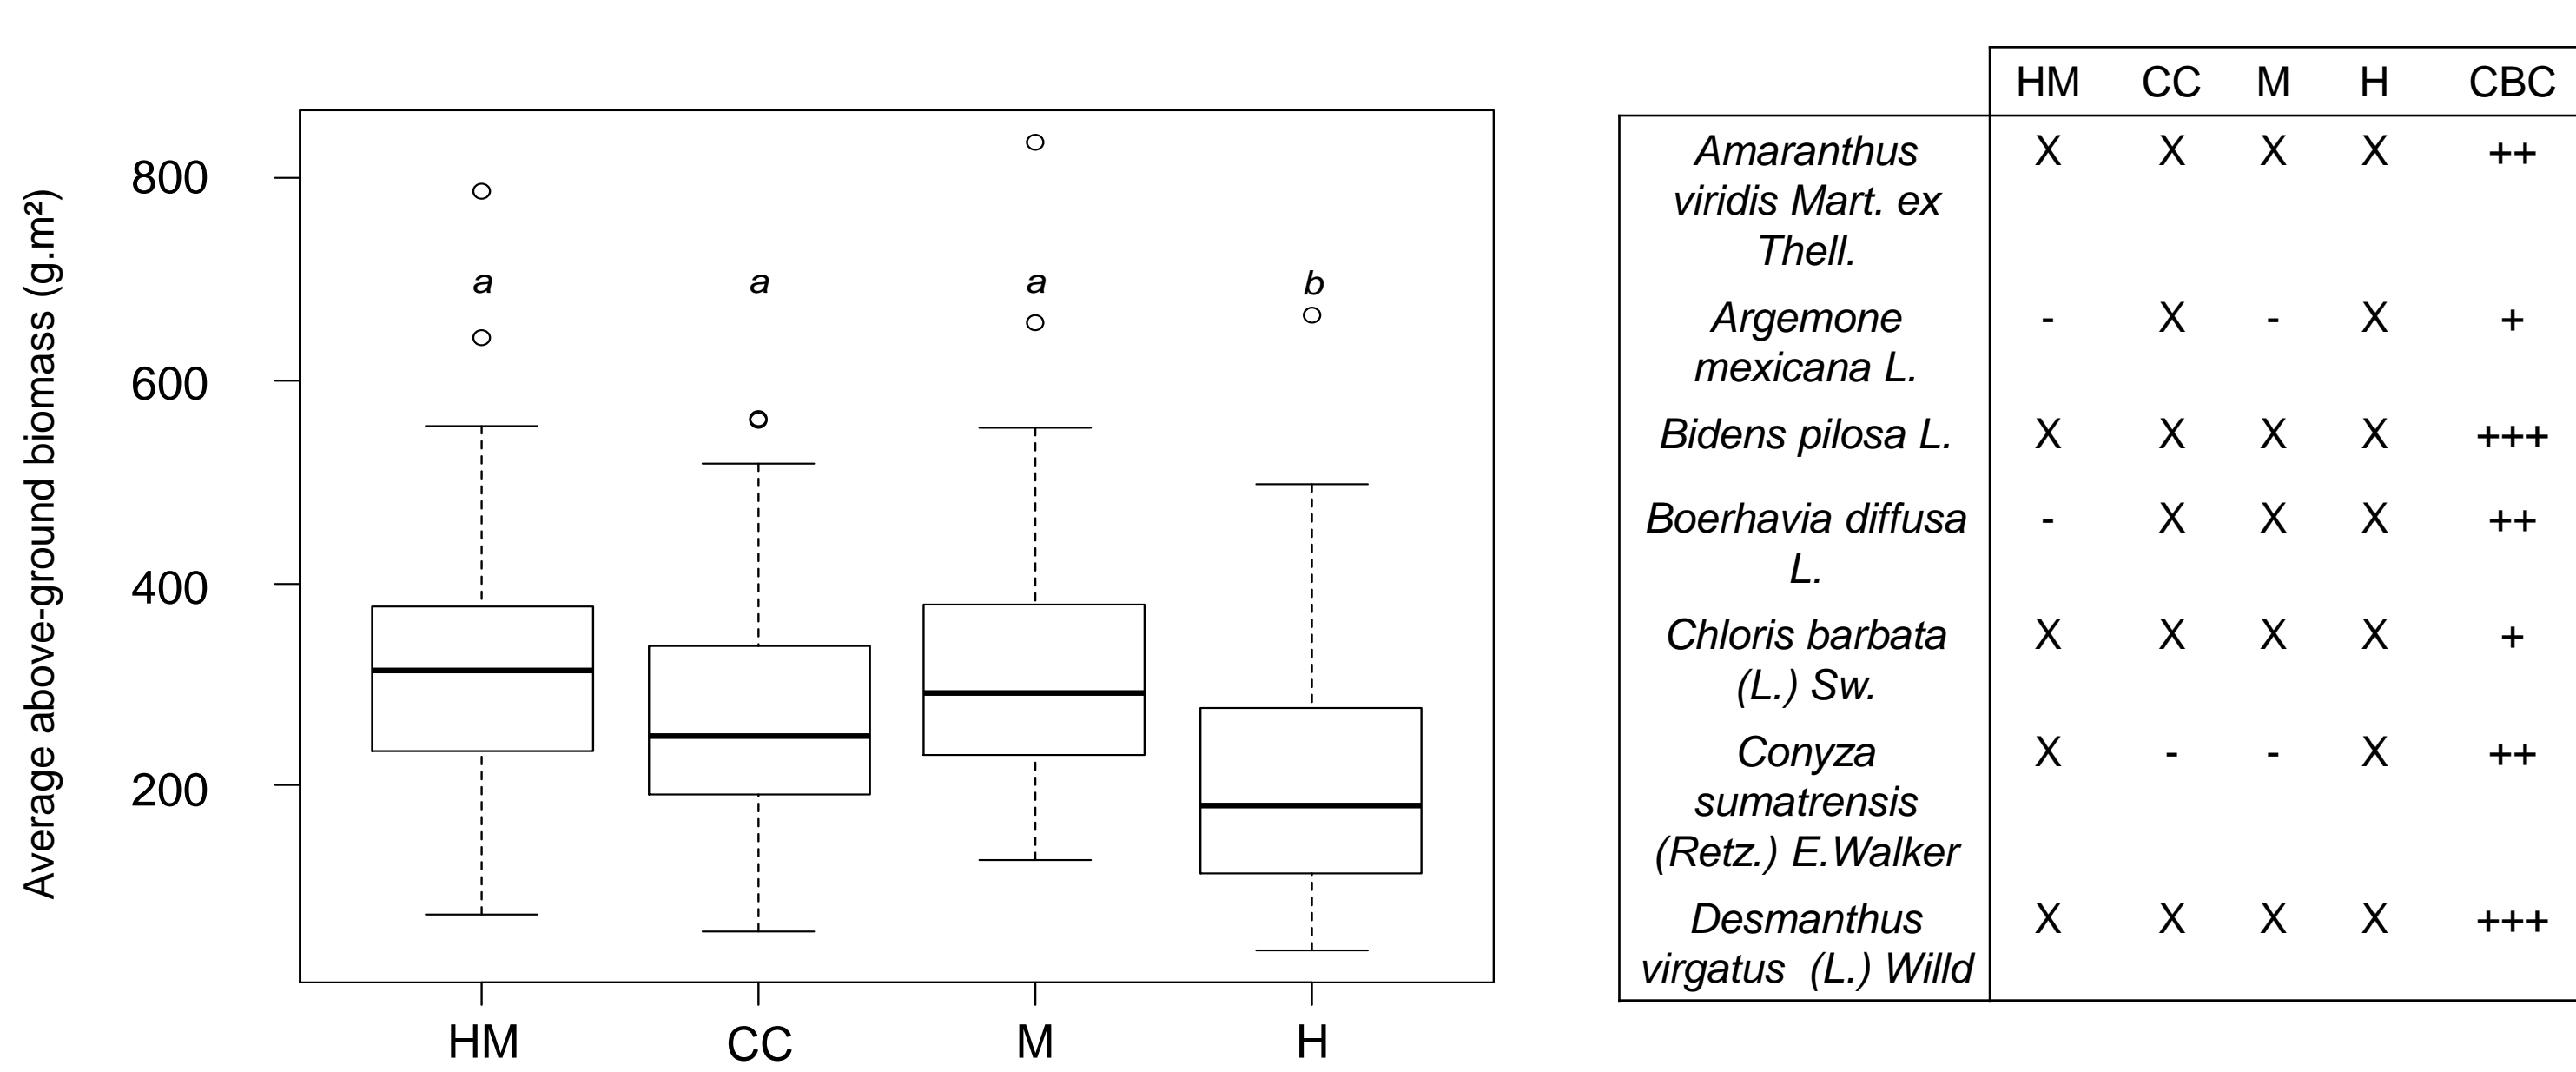 Average above-ground biomass (g.m²)
800
600
400
200
a a a b
HM CC M H
HM CC M H CBC
Amaranthus X X X X ++
viridis Mart. ex
Thell.
Argemone - X - X +
mexicana L.
Bidens pilosa L. X X X X +++
Boerhavia diffusa - X X X ++
L.
Chloris barbata X X X X +
(L.) Sw.
Conyza X - - X ++
sumatrensis
(Retz.) E.Walker
Desmanthus X X X X +++
virgatus (L.) Willd